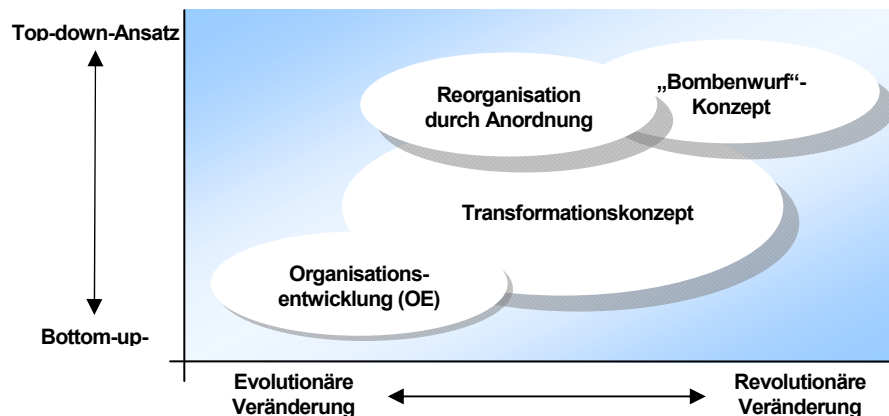 Top-down-Ansatz
Reorganisation
durch Anordnung
„Bombenwurf“-
Konzept
Transformationskonzept
Organisations-
entwicklung (OE)
Bottom-up-
Evolutionäre
Veränderung
Revolutionäre
Veränderung